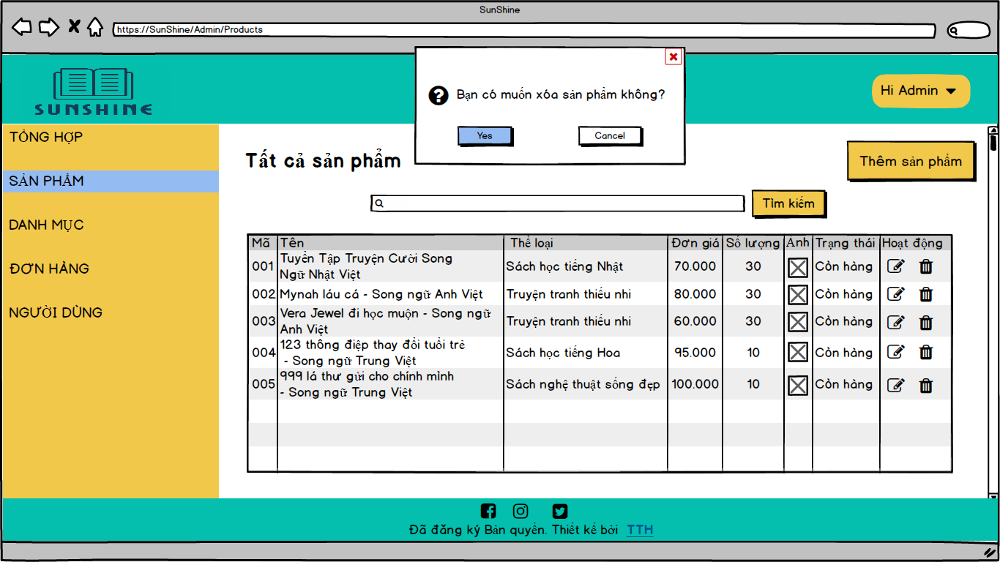 SunShine
https://SunShine/Admin/Products
SUNSHINE
Bạn có muốn xóa sản phẩm không?
Yes
Cancel
Hi Admin
TỔNG HỢP
SẢN PHẨM
DANH MỤC
ĐƠN HÀNG
NGƯỜI DÙNG
Tất cả sản phẩm
Thêm sản phẩm
Tìm kiếm
Mã Tên Thể loại Đơn giá Số lượng Ảnh Trạng thái Hoạt động
001 Tuyển Tập Truyện Cười Song
Ngữ Nhật Việt Sách học tiếng Nhật 70.000 30 Còn hàng
002 Mynah láu cá - Song ngữ Anh Việt Truyện tranh thiếu nhi 80.000 30 Còn hàng
003 Vera Jewel đi học muộn - Song ngữ
Anh Việt Truyện tranh thiếu nhi 60.000 30 Còn hàng
004 123 thông điệp thay đổi tuổi trẻ
- Song ngữ Trung Việt Sách học tiếng Hoa 95.000 10 Còn hàng
005 999 lá thư gửi cho chính mình
- Song ngữ Trung Việt Sách nghệ thuật sống đẹp 100.000 10 Còn hàng
Đã đăng ký Bản quyền. Thiết kế bởi TTH